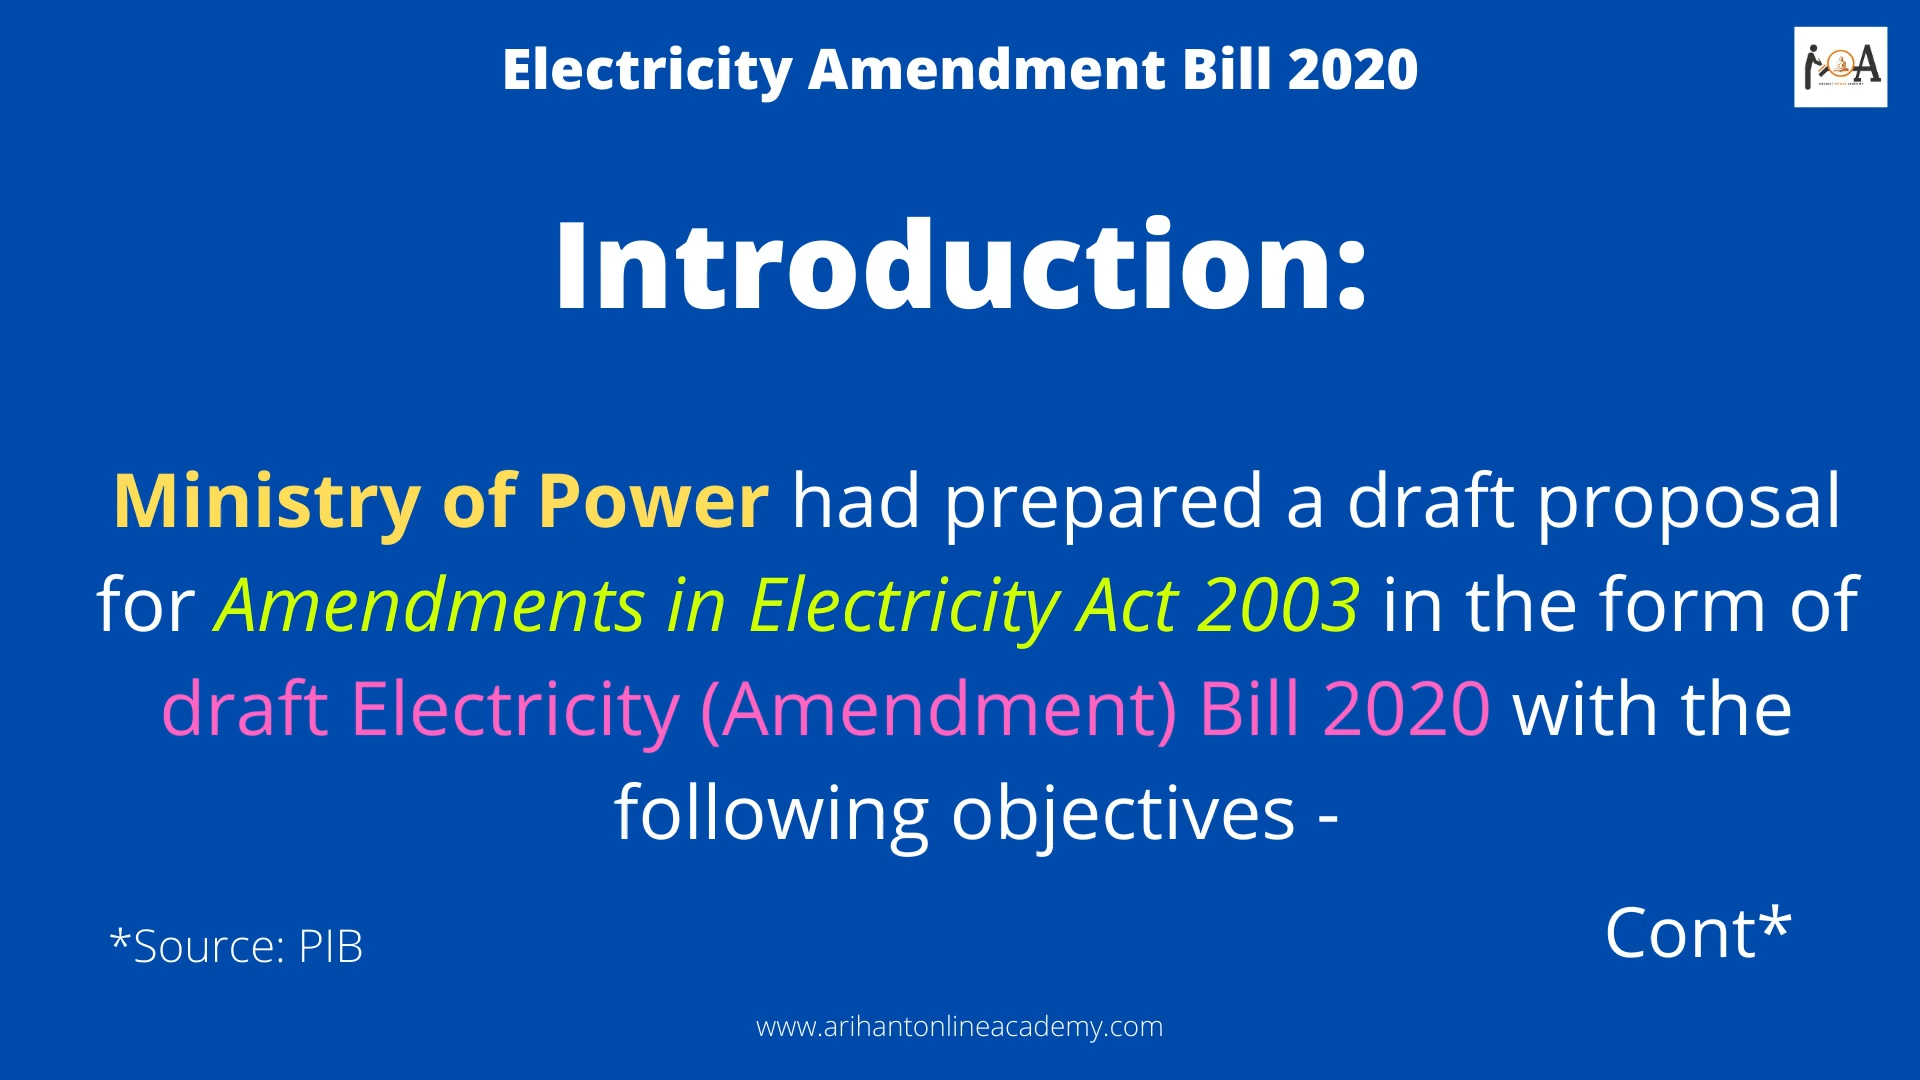 Electricity Amendment Bill 2020
Introduction:
Ministry of Power had prepared a draft proposal
for Amendments in Electricity Act 2003 in the form of
draft Electricity (Amendment) Bill 2020 with the
following objectives -
Cont*
*Source: PIB
www.arihantonlineacademy.com